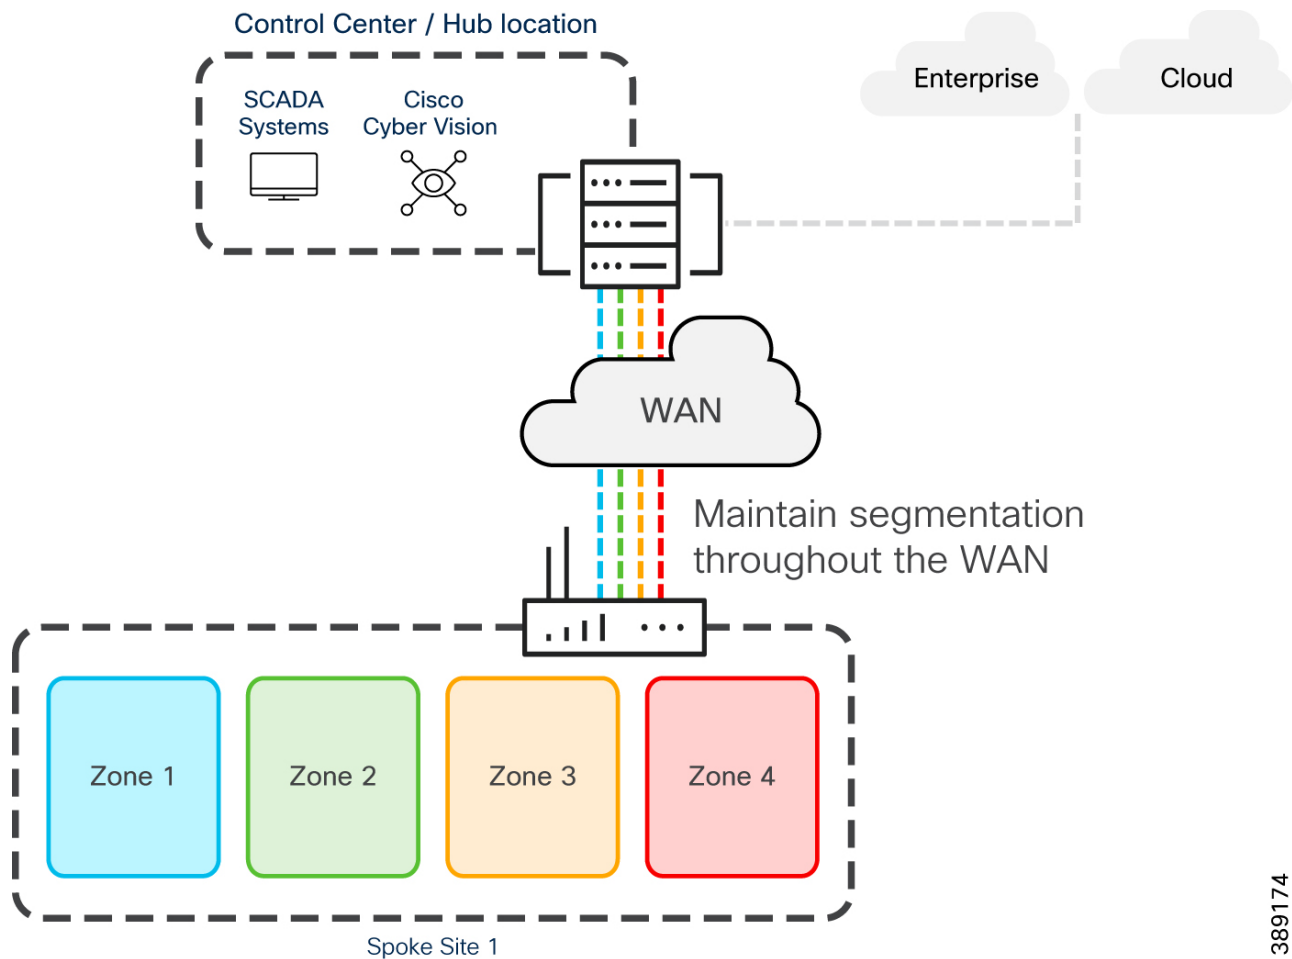 Control Center / Hub location
SCADA
Systems
Cisco
Cyber Vision
Enterprise
Cloud
WAN
Maintain segmentation
throughout the WAN
Zone 1
Zone 2
Zone 3
Zone 4
Spoke Site 1
389174